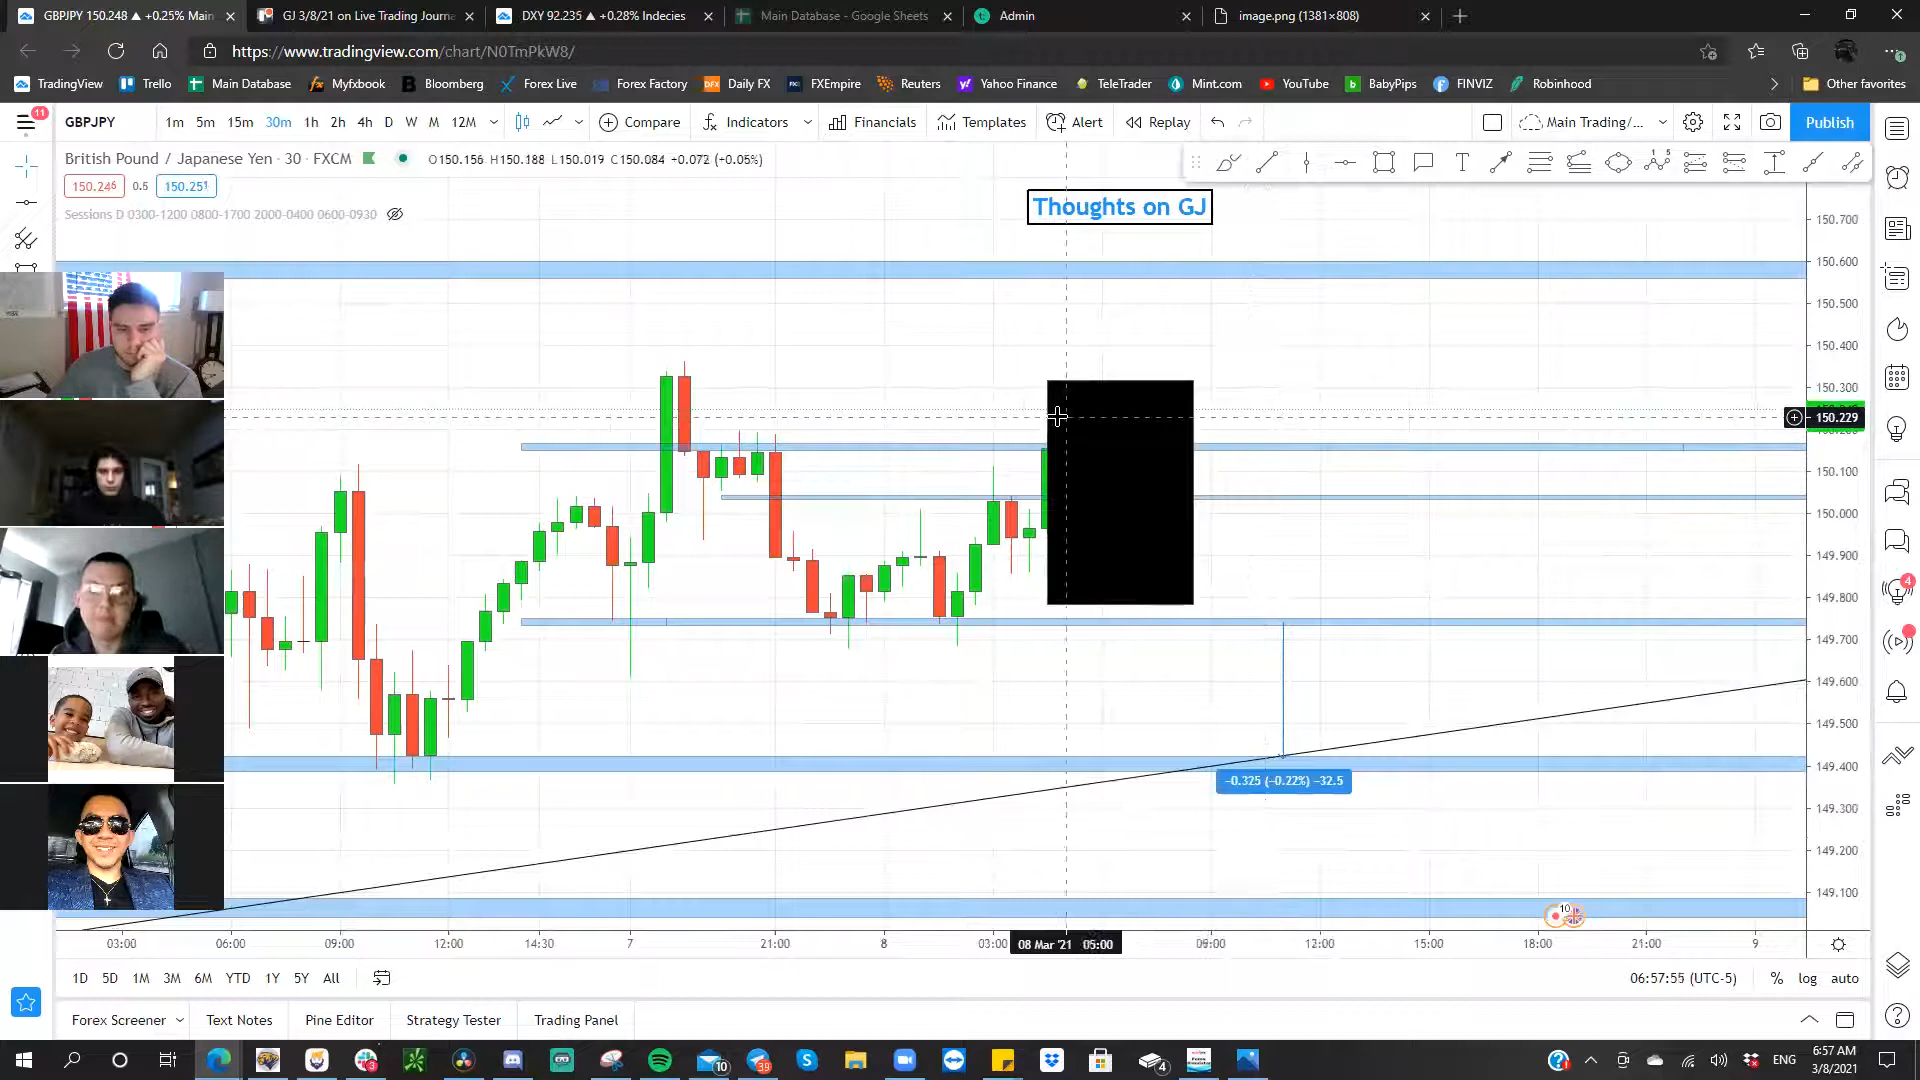 GBPJPY 150.248 ▲ +0.25% Main
GJ 3/8/21 on Live Trading Journa
DXY 92.235 ▲ +0.28% Indecies
Main Database - Google Sheets
Admin
image.png (1381×808)
https://www.tradingview.com/chart/N0TmPkW8/
TradingView
Trello
Main Database
Myfxbook
Bloomberg
Forex Live
Forex Factory
Daily FX
FXEmpire
Reuters
Yahoo Finance
TeleTrader
Mint.com
YouTube
BabyPips
FINVIZ
Robinhood
Other favorites
11
GBPJPY
1m 5m 15m 30m 1h 2h 4h D W M 12M
Compare
Indicators
Financials
Templates
Alert
Replay
Main Trading/...
Publish
British Pound / Japanese Yen · 30 · FXCM
O150.156 H150.188 L150.019 C150.084 +0.072 (+0.05%)
150.246 0.5 150.251
Sessions D 0300-1200 0800-1700 2000-0400 0600-0930
Thoughts on GJ
150.700
150.600
150.500
150.400
150.300
150.229
150.100
150.000
149.900
149.800
149.700
149.600
149.500
149.400
149.300
149.200
149.100
−0.325 (−0.22%) −32.5
10
4
03:00 06:00 09:00 12:00 14:30 7 21:00 8 03:00 08 Mar '21 05:00 09:00 12:00 15:00 18:00 21:00 9
1D 5D 1M 3M 6M YTD 1Y 5Y All
06:57:55 (UTC-5)
% log auto
Forex Screener
Text Notes
Pine Editor
Strategy Tester
Trading Panel
3
10
39
4
ENG
6:57 AM
3/8/2021